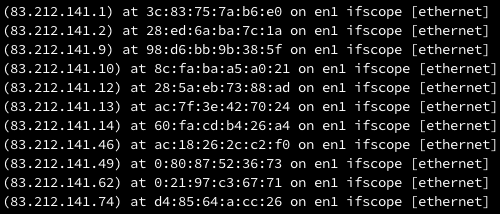 (83.212.141.1) at 3c:83:75:7a:b6:e0 on en1 ifscope [ethernet]
(83.212.141.2) at 28:ed:6a:ba:7c:1a on en1 ifscope [ethernet]
(83.212.141.9) at 98:d6:bb:9b:38:5f on en1 ifscope [ethernet]
(83.212.141.10) at 8c:fa:ba:a5:a0:21 on en1 ifscope [ethernet]
(83.212.141.12) at 28:5a:eb:73:88:ad on en1 ifscope [ethernet]
(83.212.141.13) at ac:7f:3e:42:70:24 on en1 ifscope [ethernet]
(83.212.141.14) at 60:fa:cd:b4:26:a4 on en1 ifscope [ethernet]
(83.212.141.46) at ac:18:26:2c:c2:f0 on en1 ifscope [ethernet]
(83.212.141.49) at 0:80:87:52:36:73 on en1 ifscope [ethernet]
(83.212.141.62) at 0:21:97:c3:67:71 on en1 ifscope [ethernet]
(83.212.141.74) at d4:85:64:a:cc:26 on en1 ifscope [ethernet]